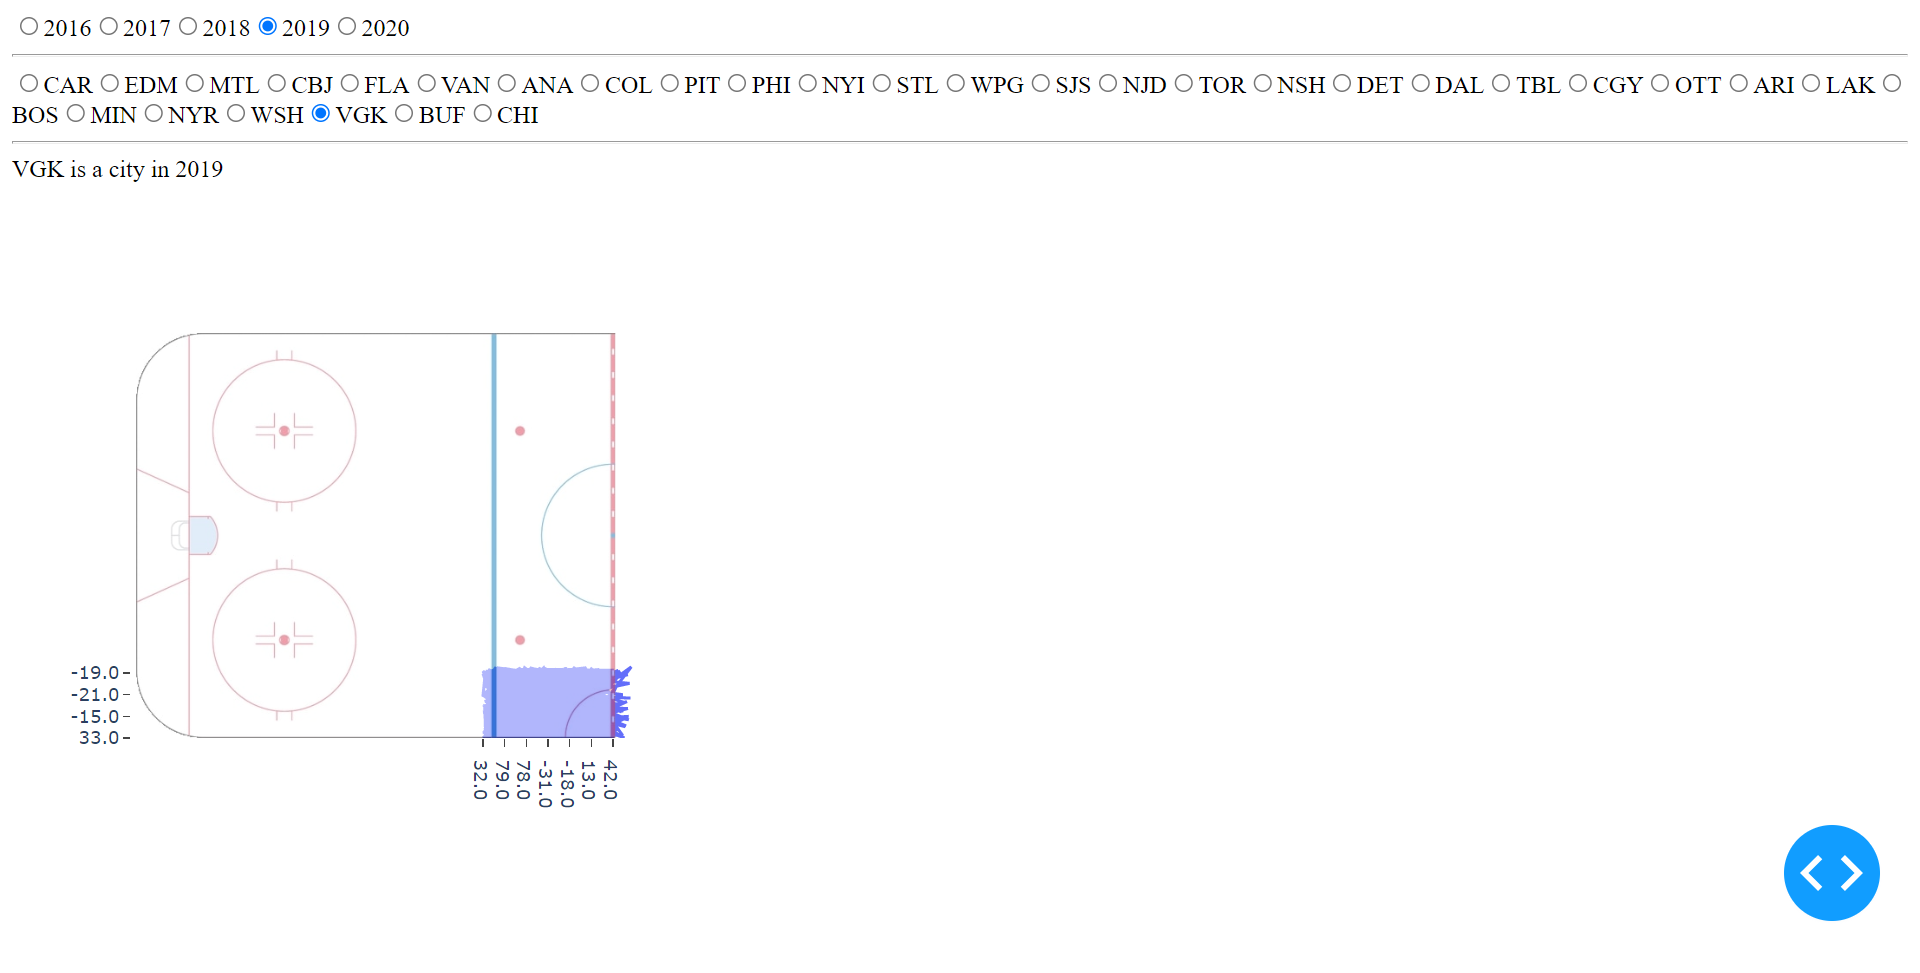 2016 2017 2018 2019 2020
CAR EDM MTL CBJ FLA VAN ANA COL PIT PHI NYI STL WPG SJS NJD TOR NSH DET DAL TBL CGY OTT ARI LAK
BOS MIN NYR WSH VGK BUF CHI
VGK is a city in 2019
-19.0
-21.0
-15.0
33.0
32.0
79.0
78.0
-31.0
-18.0
13.0
42.0